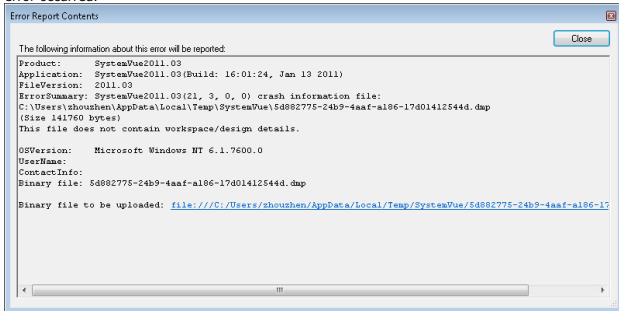 error occurred.
Error Report Contents
Close
The following information about this error will be reported:
Product: SystemVue2011.03
Application: SystemVue2011.03(Build: 16:01:24, Jan 13 2011)
FileVersion: 2011.03
ErrorSummary: SystemVue2011.03(21, 3, 0, 0) crash information file:
C:\Users\zhouzhen\AppData\Local\Temp\SystemVue\5d882775-24b9-4aaf-a186-17d01412544d.dmp
(Size 141760 bytes)
This file does not contain workspace/design details.
OSVersion: Microsoft Windows NT 6.1.7600.0
UserName:
ContactInfo:
Binary file: 5d882775-24b9-4aaf-a186-17d01412544d.dmp
Binary file to be uploaded: file:///C:/Users/zhouzhen/AppData/Local/Temp/SystemVue/5d882775-24b9-4aaf-a186-17